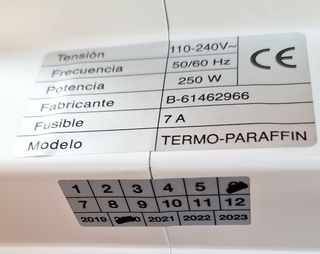 Tensión 110-240V~
Frecuencia 50/60 Hz
Potencia 250 W
Fabricante B-61462966
Fusible 7 A
Modelo TERMO-PARAFFIN
CE
1 2 3 4 5
7 8 9 10 11 12
2019 2021 2022 2023